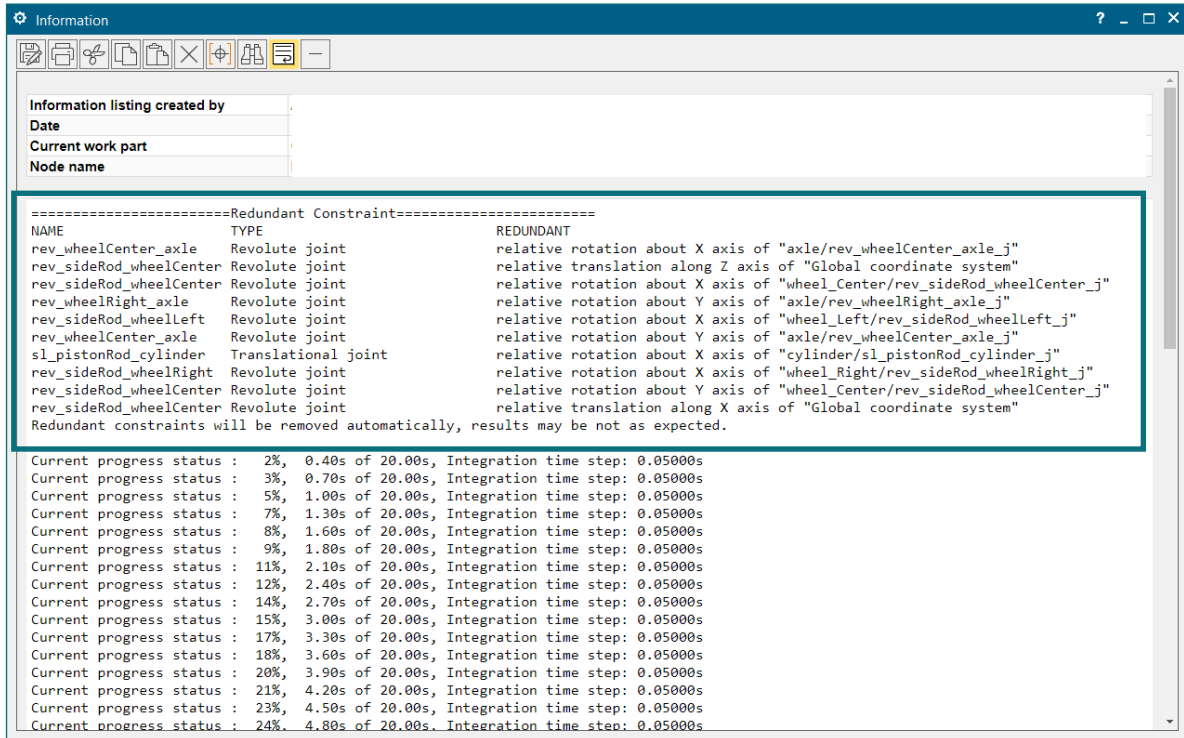 Information
Information listing created by
Date
Current work part
Node name
========================Redundant Constraint========================
NAME TYPE REDUNDANT
rev_wheelCenter_axle Revolute joint relative rotation about X axis of "axle/rev_wheelCenter_axle_j"
rev_sideRod_wheelCenter Revolute joint relative translation along Z axis of "Global coordinate system"
rev_sideRod_wheelCenter Revolute joint relative rotation about X axis of "wheel_Center/rev_sideRod_wheelCenter_j"
rev_wheelRight_axle Revolute joint relative rotation about Y axis of "axle/rev_wheelRight_axle_j"
rev_sideRod_wheelLeft Revolute joint relative rotation about X axis of "wheel_Left/rev_sideRod_wheelLeft_j"
rev_wheelCenter_axle Revolute joint relative rotation about Y axis of "axle/rev_wheelCenter_axle_j"
sl_pistonRod_cylinder Translational joint relative rotation about X axis of "cylinder/sl_pistonRod_cylinder_j"
rev_sideRod_wheelRight Revolute joint relative rotation about X axis of "wheel_Right/rev_sideRod_wheelRight_j"
rev_sideRod_wheelCenter Revolute joint relative rotation about Y axis of "wheel_Center/rev_sideRod_wheelCenter_j"
rev_sideRod_wheelCenter Revolute joint relative translation along X axis of "Global coordinate system"
Redundant constraints will be removed automatically, results may be not as expected.
Current progress status : 2%, 0.40s of 20.00s, Integration time step: 0.05000s
Current progress status : 3%, 0.70s of 20.00s, Integration time step: 0.05000s
Current progress status : 5%, 1.00s of 20.00s, Integration time step: 0.05000s
Current progress status : 7%, 1.30s of 20.00s, Integration time step: 0.05000s
Current progress status : 8%, 1.60s of 20.00s, Integration time step: 0.05000s
Current progress status : 9%, 1.80s of 20.00s, Integration time step: 0.05000s
Current progress status : 11%, 2.10s of 20.00s, Integration time step: 0.05000s
Current progress status : 12%, 2.40s of 20.00s, Integration time step: 0.05000s
Current progress status : 14%, 2.70s of 20.00s, Integration time step: 0.05000s
Current progress status : 15%, 3.00s of 20.00s, Integration time step: 0.05000s
Current progress status : 17%, 3.30s of 20.00s, Integration time step: 0.05000s
Current progress status : 18%, 3.60s of 20.00s, Integration time step: 0.05000s
Current progress status : 20%, 3.90s of 20.00s, Integration time step: 0.05000s
Current progress status : 21%, 4.20s of 20.00s, Integration time step: 0.05000s
Current progress status : 23%, 4.50s of 20.00s, Integration time step: 0.05000s
Current progress status : 24%, 4.80s of 20.00s, Integration time step: 0.05000s